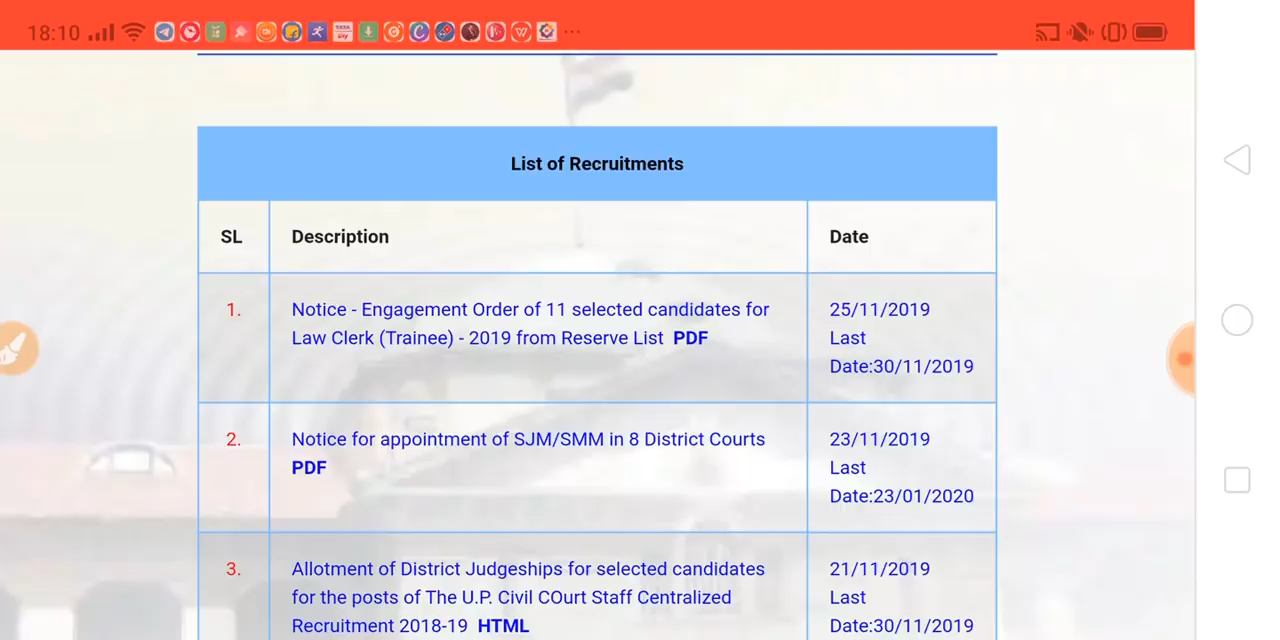 18:10
List of Recruitments
SL Description Date
1. Notice - Engagement Order of 11 selected candidates for 25/11/2019
Law Clerk (Trainee) - 2019 from Reserve List PDF Last
Date:30/11/2019
2. Notice for appointment of SJM/SMM in 8 District Courts 23/11/2019
PDF Last
Date:23/01/2020
3. Allotment of District Judgeships for selected candidates 21/11/2019
for the posts of The U.P. Civil COurt Staff Centralized Last
Recruitment 2018-19 HTML Date:30/11/2019